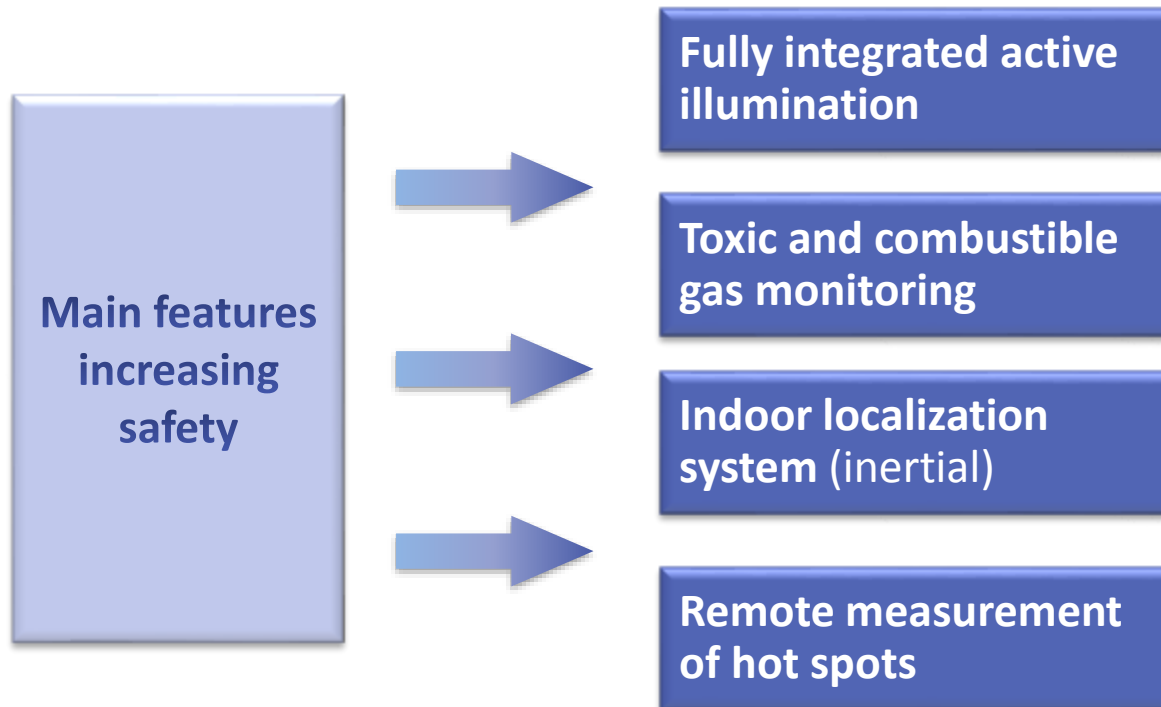 Main features
increasing
safety
Fully integrated active
illumination
Toxic and combustible
gas monitoring
Indoor localization
system (inertial)
Remote measurement
of hot spots